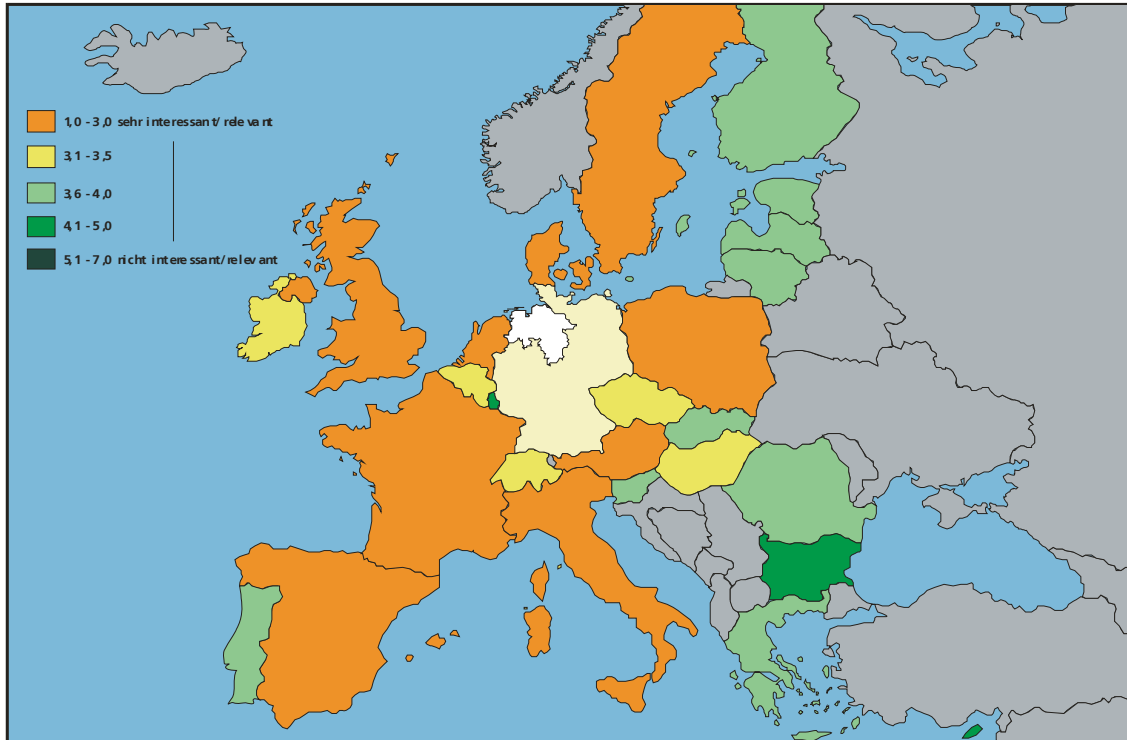 1,0 - 3,0 sehr interessant/ relevant
3,1 - 3,5
3,6 - 4,0
4,1 - 5,0
5,1 - 7,0 nicht interessant/relevant